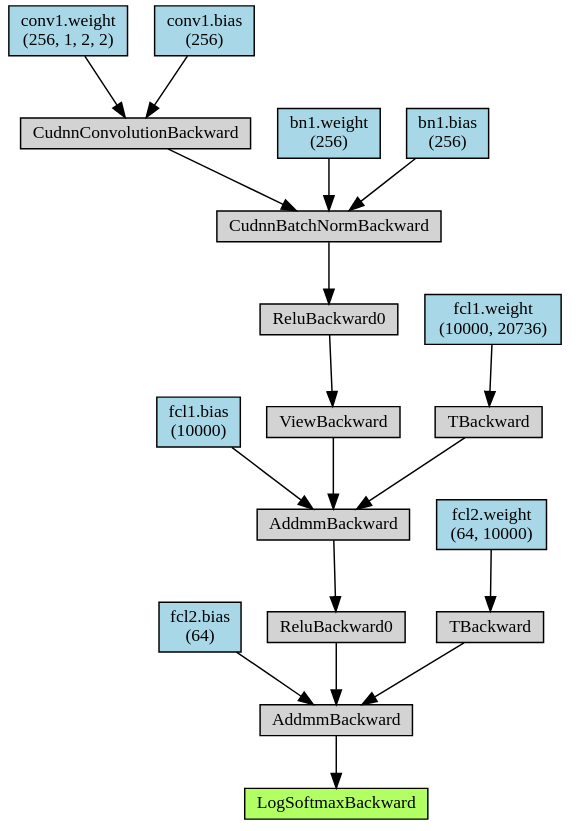 conv1.weight
(256, 1, 2, 2)
conv1.bias
(256)
CudnnConvolutionBackward
bn1.weight
(256)
bn1.bias
(256)
CudnnBatchNormBackward
ReluBackward0
fcl1.weight
(10000, 20736)
fcl1.bias
(10000)
ViewBackward
TBackward
AddmmBackward
fcl2.weight
(64, 10000)
fcl2.bias
(64)
ReluBackward0
TBackward
AddmmBackward
LogSoftmaxBackward